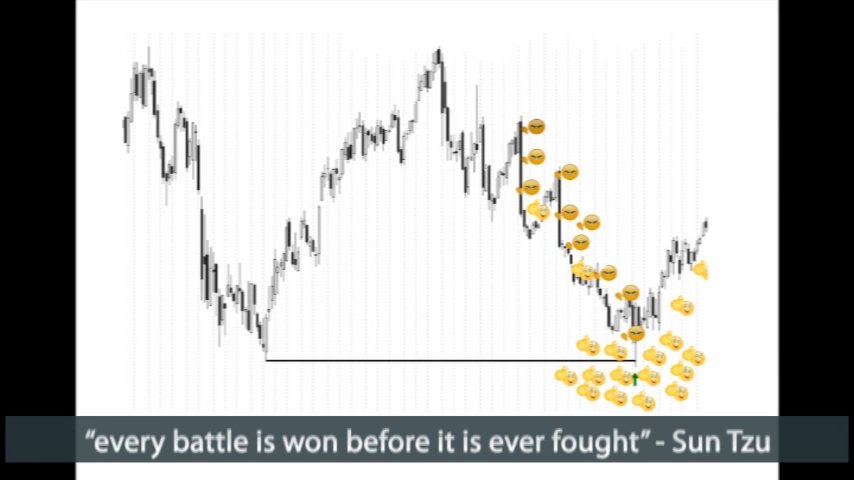 “every battle is won before it is ever fought” - Sun Tzu